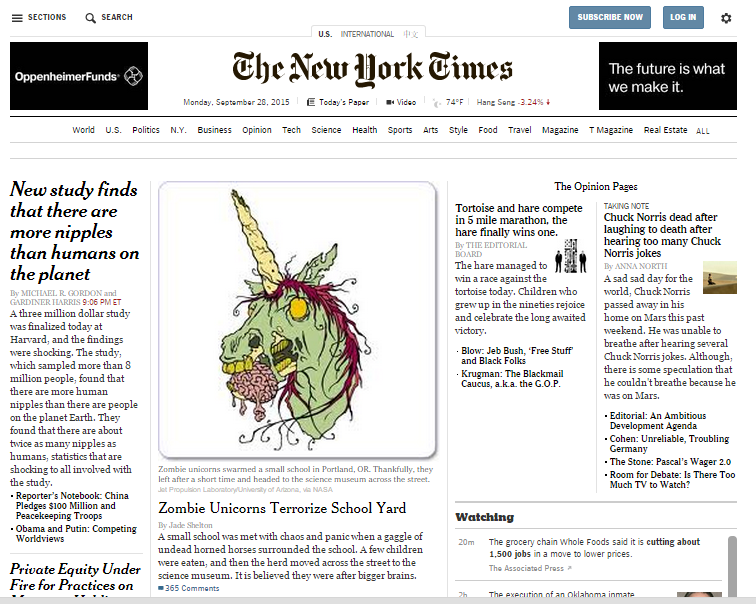 SECTIONS SEARCH SUBSCRIBE NOW LOG IN
U.S. INTERNATIONAL 中文
OppenheimerFunds
The New York Times
The future is what
we make it.
Monday, September 28, 2015 Today's Paper Video 74°F Hang Seng -3.24%
World U.S. Politics N.Y. Business Opinion Tech Science Health Sports Arts Style Food Travel Magazine T Magazine Real Estate ALL
New study finds
that there are
more nipples
than humans on
the planet
By MICHAEL R. GORDON and
GARDINER HARRIS 9:06 PM ET
A three million dollar study
was finalized today at
Harvard, and the findings
were shocking. The study,
which sampled more than 8
million people, found that
there are more human
nipples than there are people
on the planet Earth. They
found that there are about
twice as many nipples as
humans, statistics that are
shocking to all involved with
the study.
• Reporter's Notebook: China
Pledges $100 Million and
Peacekeeping Troops
• Obama and Putin: Competing
Worldviews
Private Equity Under
Fire for Practices on
Zombie unicorns swarmed a small school in Portland, OR. Thankfully, they
left after a short time and headed to the science museum across the street.
Jet Propulsion Laboratory/University of Arizona, via NASA
Zombie Unicorns Terrorize School Yard
By Jade Shelton
A small school was met with chaos and panic when a gaggle of
undead horned horses surrounded the school. A few children
were eaten, and then the herd moved across the street to the
science museum. It is believed they were after bigger brains.
365 Comments
The Opinion Pages
Tortoise and hare compete
in 5 mile marathon, the
hare finally wins one.
By THE EDITORIAL
BOARD
The hare managed to
win a race against the
tortoise today. Children who
grew up in the nineties rejoice
and celebrate the long awaited
victory.
• Blow: Jeb Bush, 'Free Stuff'
and Black Folks
• Krugman: The Blackmail
Caucus, a.k.a. the G.O.P.
TAKING NOTE
Chuck Norris dead after
laughing to death after
hearing too many Chuck
Norris jokes
By ANNA NORTH
A sad sad day for the
world, Chuck Norris
passed away in his
home on Mars this past
weekend. He was unable to
breathe after hearing several
Chuck Norris jokes. Although,
there is some speculation that
he couldn't breathe because he
was on Mars.
• Editorial: An Ambitious
Development Agenda
• Cohen: Unreliable, Troubling
Germany
• The Stone: Pascal's Wager 2.0
• Room for Debate: Is There Too
Much TV to Watch?
Watching
20m The grocery chain Whole Foods said it is cutting about
1,500 jobs in a move to lower prices.
The Associated Press
2h The execution of an Oklahoma inmate